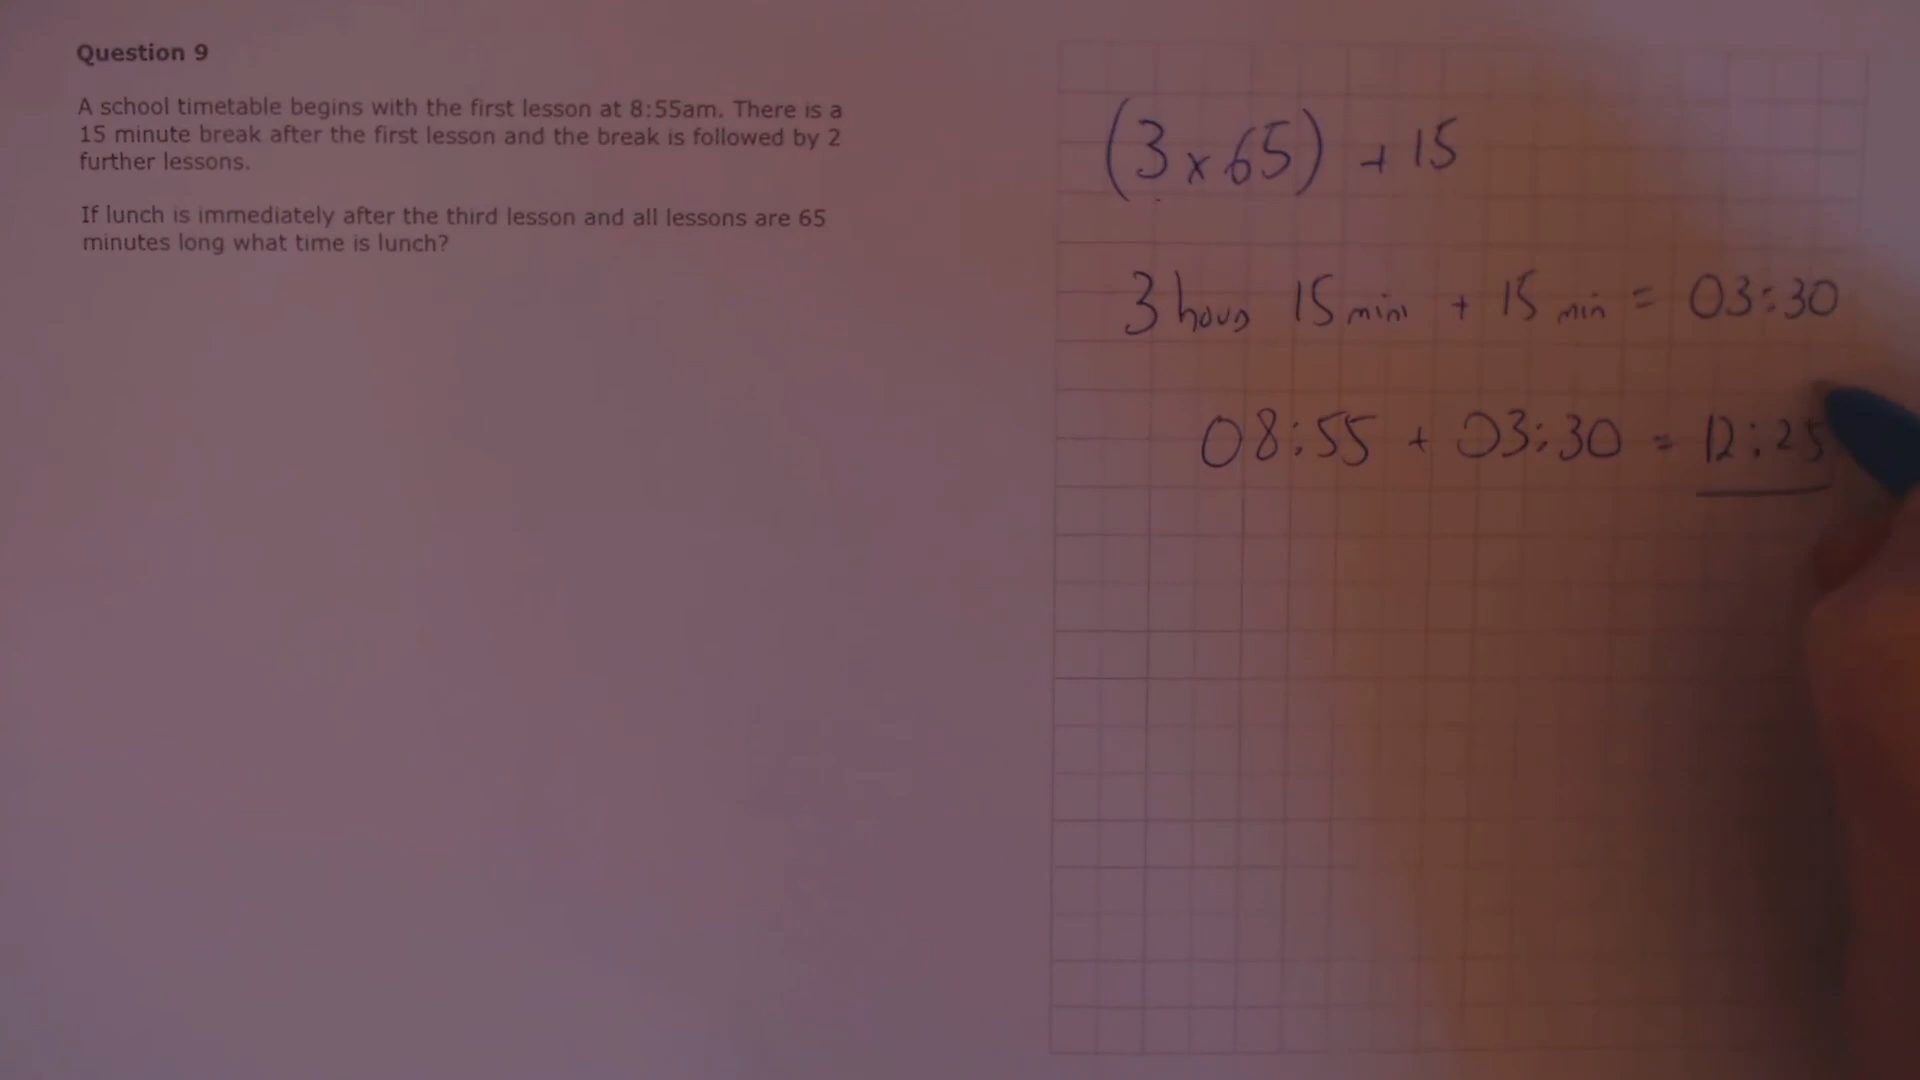 Question 9
A school timetable begins with the first lesson at 8:55am. There is a
15 minute break after the first lesson and the break is followed by 2
further lessons.
If lunch is immediately after the third lesson and all lessons are 65
minutes long what time is lunch?
(3 x 65) + 15
3 hours 15 mins + 15 min = 03:30
08:55 + 03:30 = 12:25